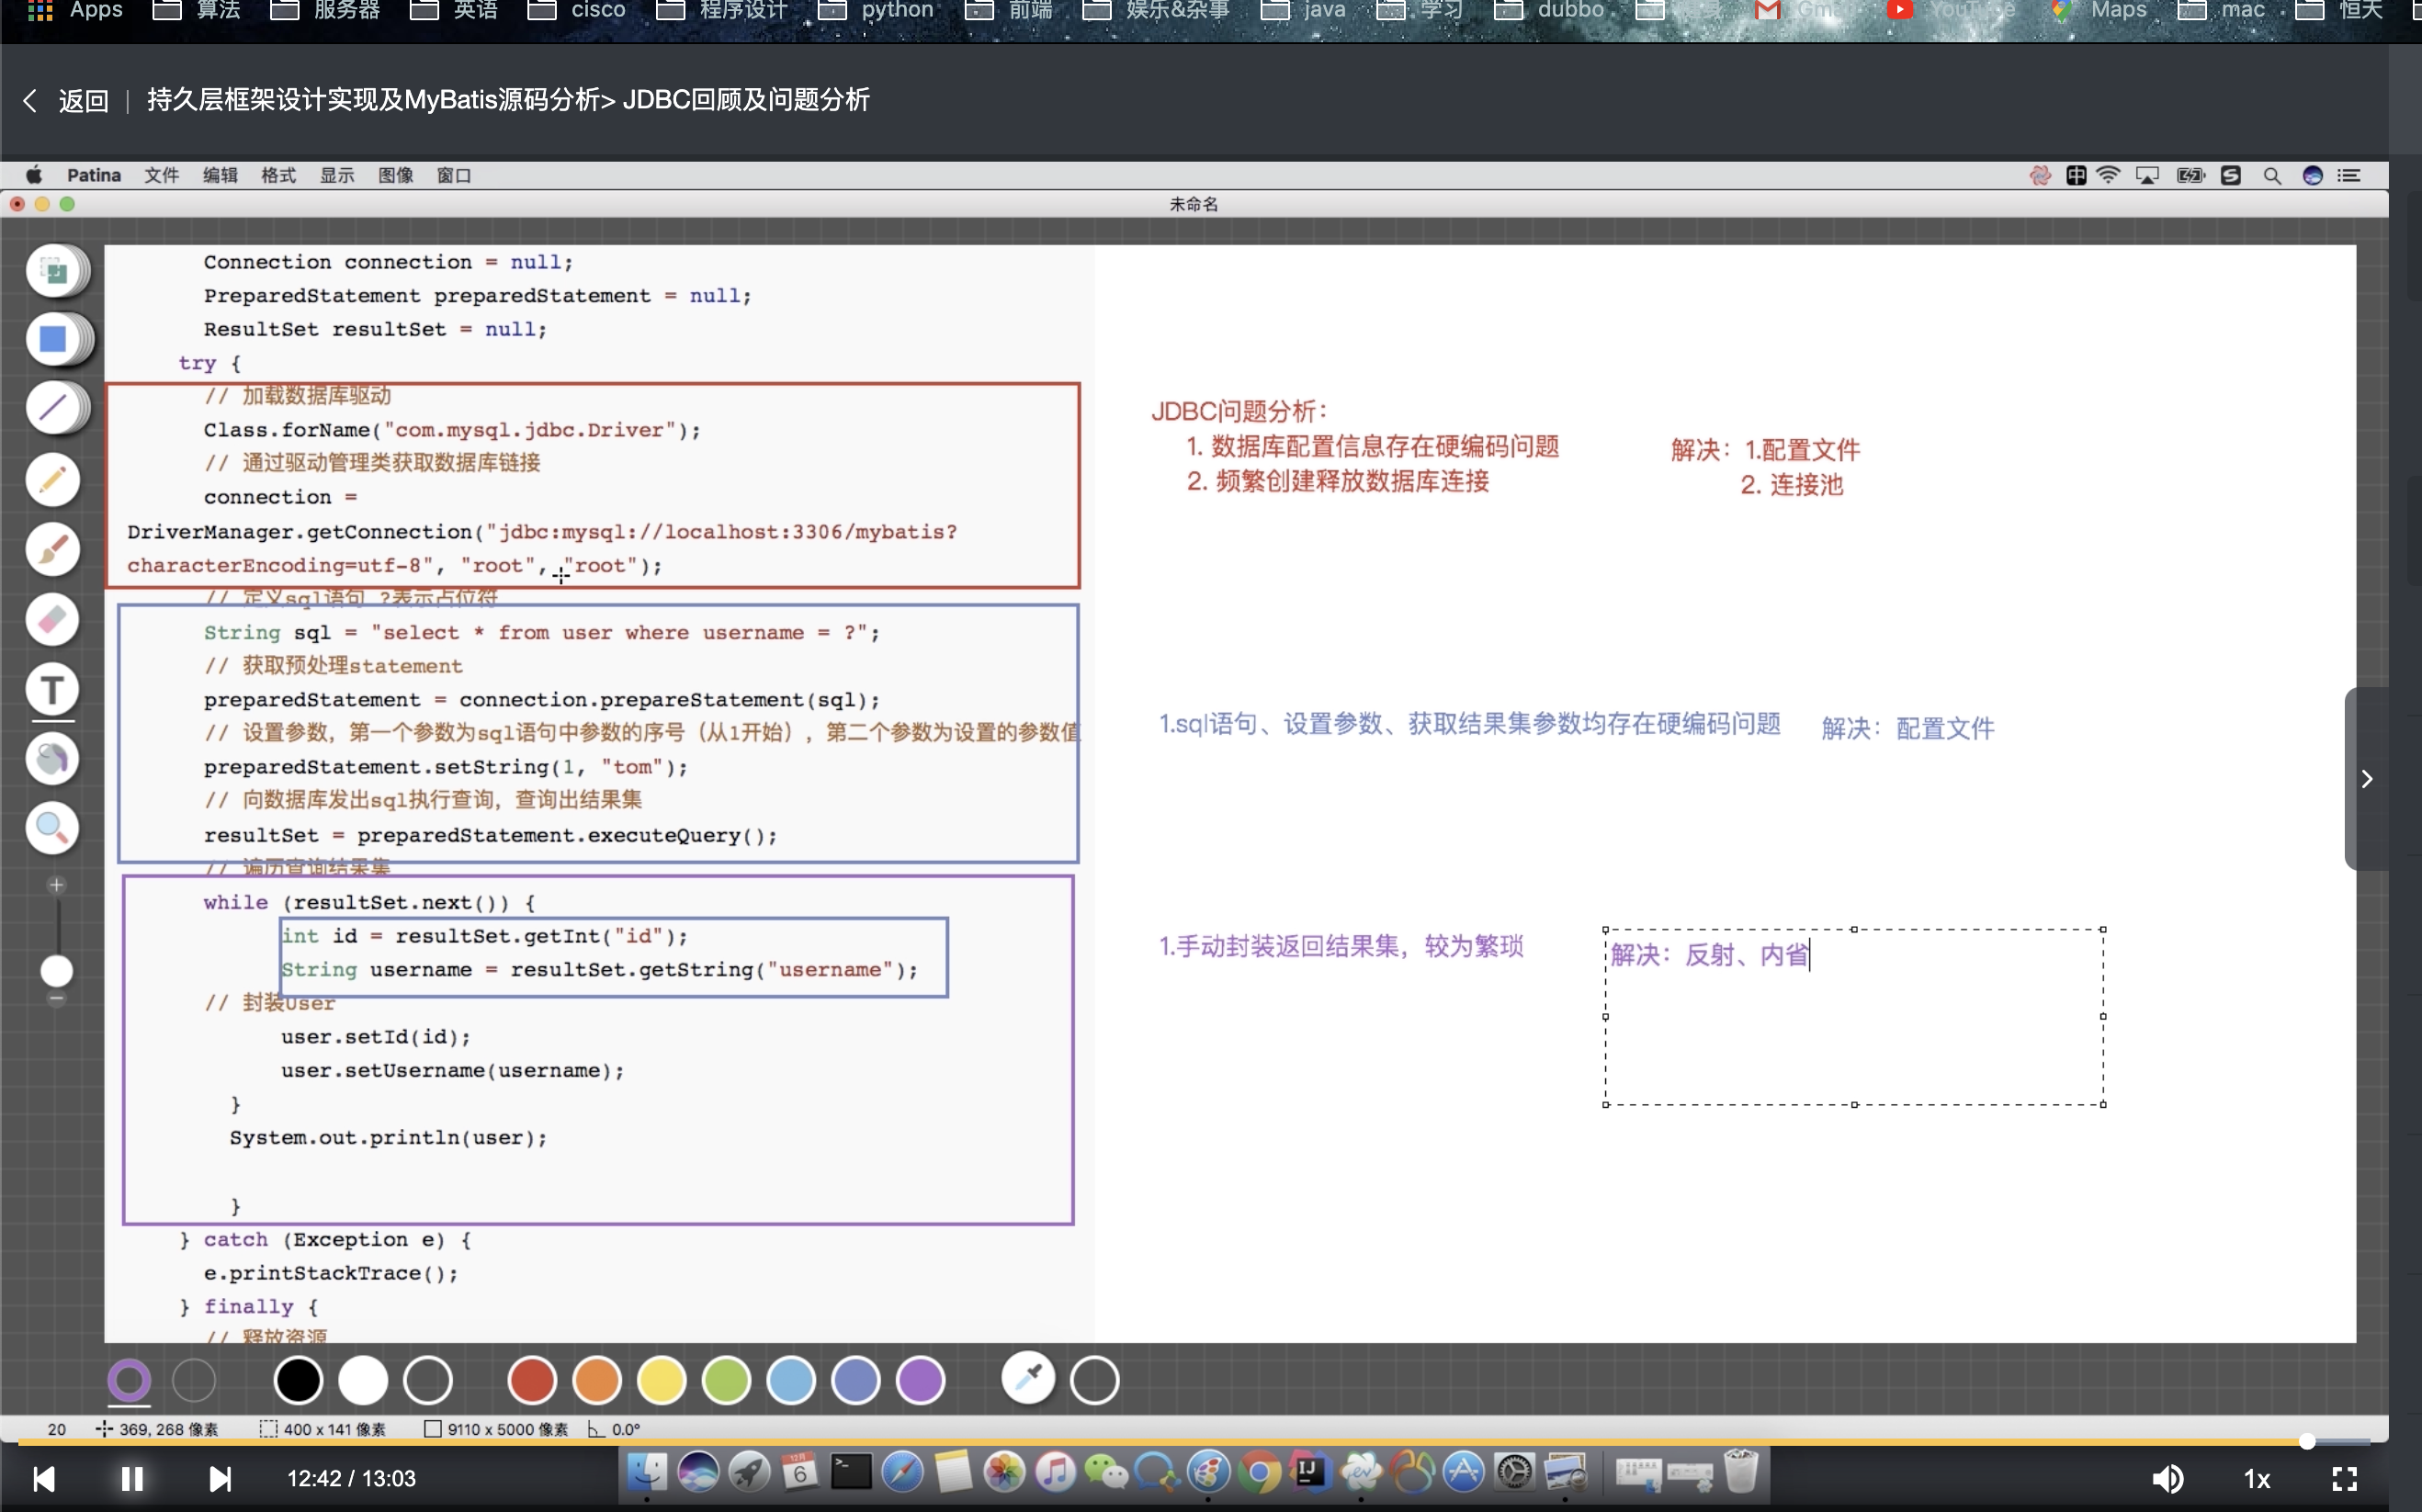 Apps 算法 服务器 英语 cisco 程序设计 python 前端 娱乐&杂事 java 学习 dubbo Maps mac 恒天
返回 | 持久层框架设计实现及MyBatis源码分析> JDBC回顾及问题分析
Patina 文件 编辑 格式 显示 图像 窗口
未命名
Connection connection = null;
PreparedStatement preparedStatement = null;
ResultSet resultSet = null;
try {
// 加载数据库驱动
Class.forName("com.mysql.jdbc.Driver");
// 通过驱动管理类获取数据库链接
connection =
DriverManager.getConnection("jdbc:mysql://localhost:3306/mybatis?
characterEncoding=utf-8", "root", "root");
// 定义sql语句 ?表示占位符
String sql = "select * from user where username = ?";
// 获取预处理statement
preparedStatement = connection.prepareStatement(sql);
// 设置参数，第一个参数为sql语句中参数的序号（从1开始），第二个参数为设置的参数值
preparedStatement.setString(1, "tom");
// 向数据库发出sql执行查询，查询出结果集
resultSet = preparedStatement.executeQuery();
// 遍历查询结果集
while (resultSet.next()) {
int id = resultSet.getInt("id");
String username = resultSet.getString("username");
// 封装User
user.setId(id);
user.setUsername(username);
}
System.out.println(user);
}
} catch (Exception e) {
e.printStackTrace();
} finally {
// 释放资源
JDBC问题分析：
1. 数据库配置信息存在硬编码问题
2. 频繁创建释放数据库连接
解决：1.配置文件
2. 连接池
1.sql语句、设置参数、获取结果集参数均存在硬编码问题
解决：配置文件
1.手动封装返回结果集，较为繁琐
解决：反射、内省
T
20 369, 268 像素 400 x 141 像素 9110 x 5000 像素 0.0°
12:42 / 13:03
1x